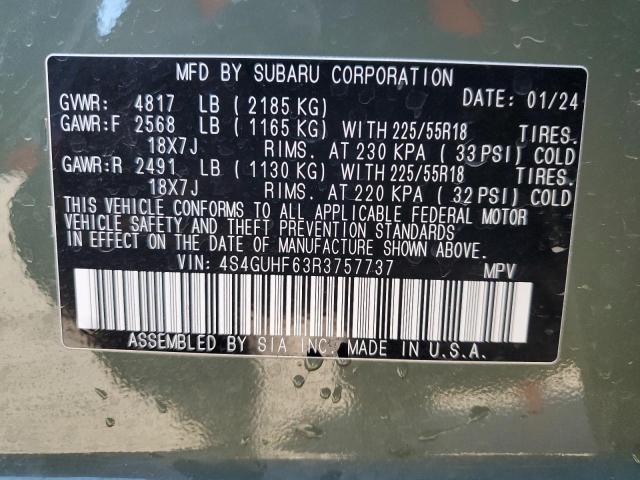 MFD BY SUBARU CORPORATION
GVWR: 4817 LB ( 2185 KG) DATE: 01/24
GAWR:F 2568 LB ( 1165 KG) WITH 225/55R18 TIRES.
18X7J RIMS. AT 230 KPA ( 33 PSI) COLD
GAWR:R 2491 LB ( 1130 KG) WITH 225/55R18 TIRES.
18X7J RIMS. AT 220 KPA ( 32 PSI) COLD
THIS VEHICLE CONFORMS TO ALL APPLICABLE FEDERAL MOTOR
VEHICLE SAFETY AND THEFT PREVENTION STANDARDS
IN EFFECT ON THE DATE OF MANUFACTURE SHOWN ABOVE.
VIN: 4S4GUHF63R3757737 MPV
ASSEMBLED BY SIA INC. MADE IN U.S.A.